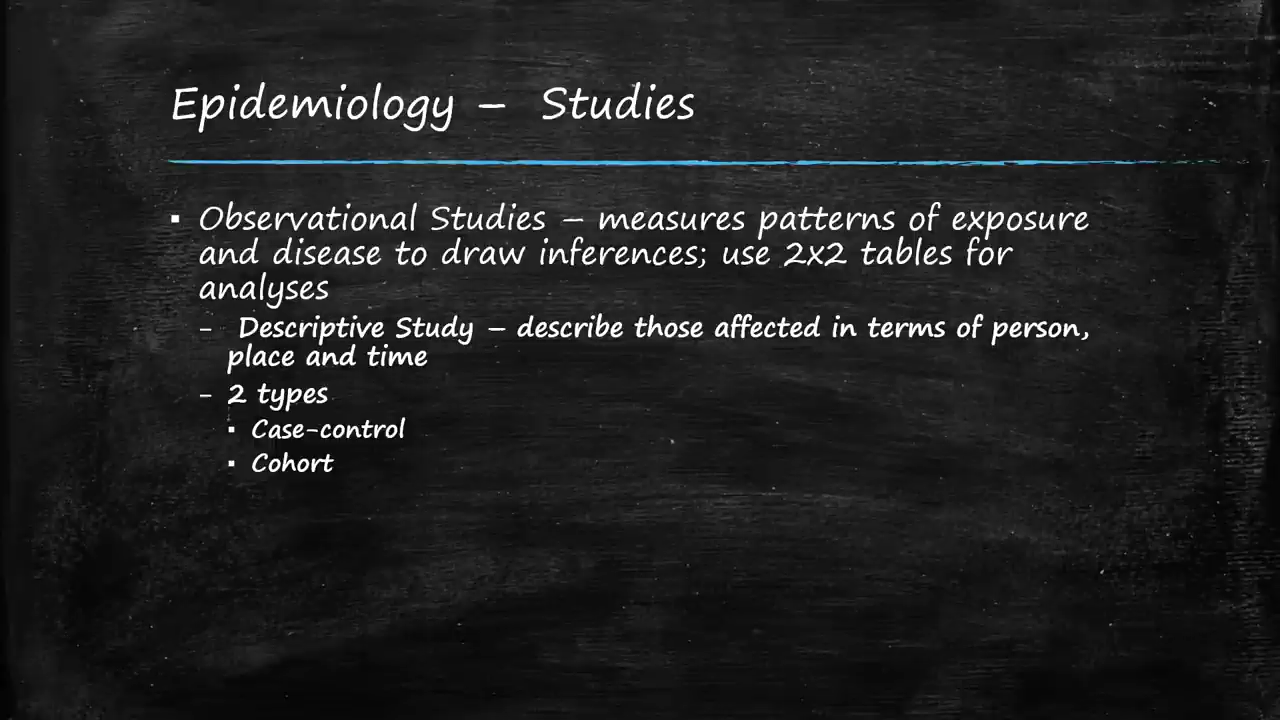 Epidemiology – Studies
▪ Observational Studies – measures patterns of exposure
and disease to draw inferences; use 2x2 tables for
analyses
– Descriptive Study – describe those affected in terms of person,
place and time
– 2 types
▪ Case-control
▪ Cohort